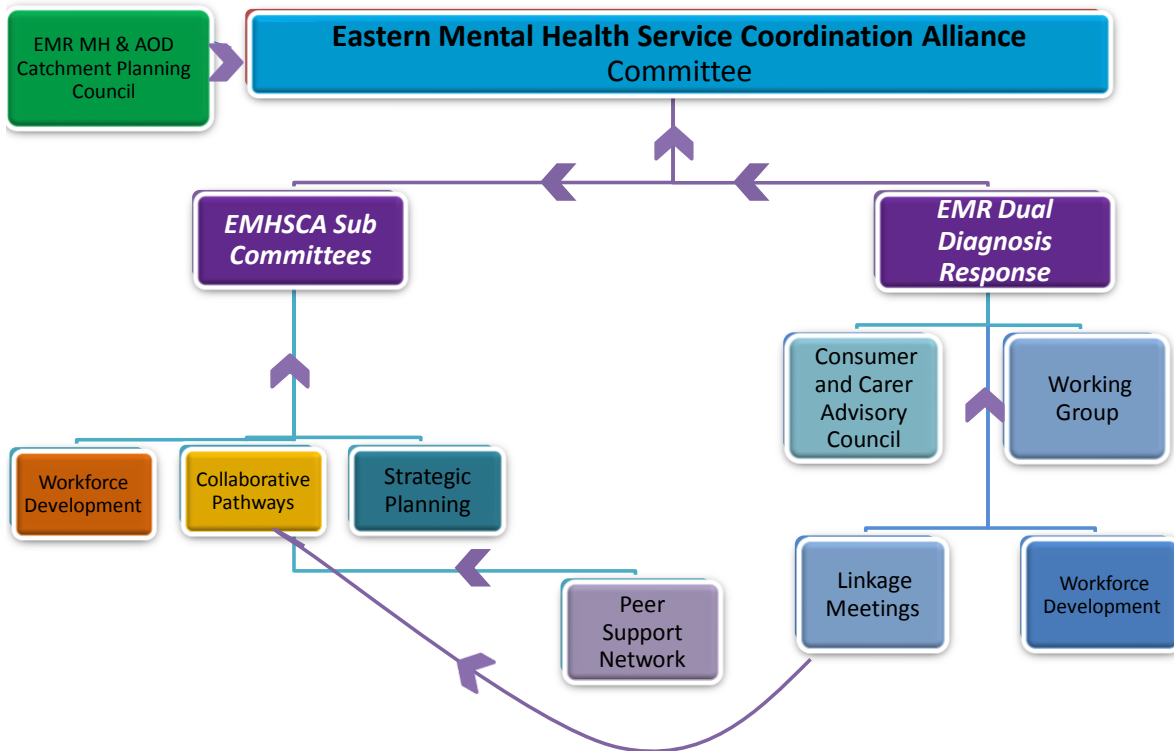 EMR MH & AOD
Catchment Planning
Council
Eastern Mental Health Service Coordination Alliance
Committee
EMHSCA Sub
Committees
EMR Dual
Diagnosis
Response
Consumer
and Carer
Advisory
Council
Working
Group
Workforce
Development
Collaborative
Pathways
Strategic
Planning
Peer
Support
Network
Linkage
Meetings
Workforce
Development